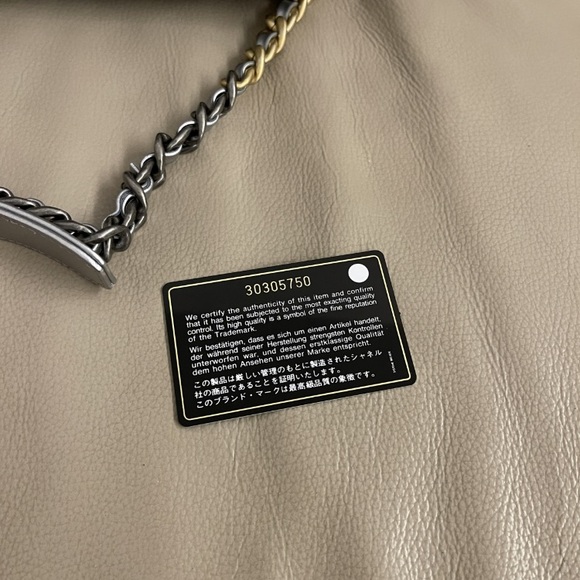 30305750
We certify the authenticity of this item and confirm
that it has been subjected to the most exacting quality
control. Its high quality is a symbol of the fine reputation
of the Trademark.
Wir bestätigen, dass es sich um einen Artikel handelt,
der während seiner Herstellung strengsten Kontrollen
unterworfen war, und dessen erstklassige Qualität
dem hohen Ansehen unserer Marke entspricht.
この製品は厳しい管理のもとに製造されたシャネル
社の商品であることを証明いたします。
このブランド・マークは最高級品質の象徴です。